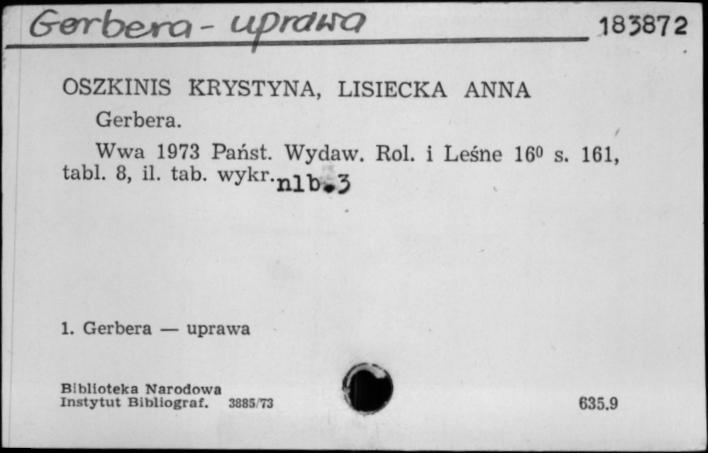 Gerbera - uprawa 183872
OSZKINIS KRYSTYNA, LISIECKA ANNA
Gerbera.
Wwa 1973 Państ. Wydaw. Rol. i Leśne 16⁰ s. 161,
tabl. 8, il. tab. wykr. nlb. 3
1. Gerbera — uprawa
Biblioteka Narodowa
Instytut Bibliograf. 3885/73 635.9